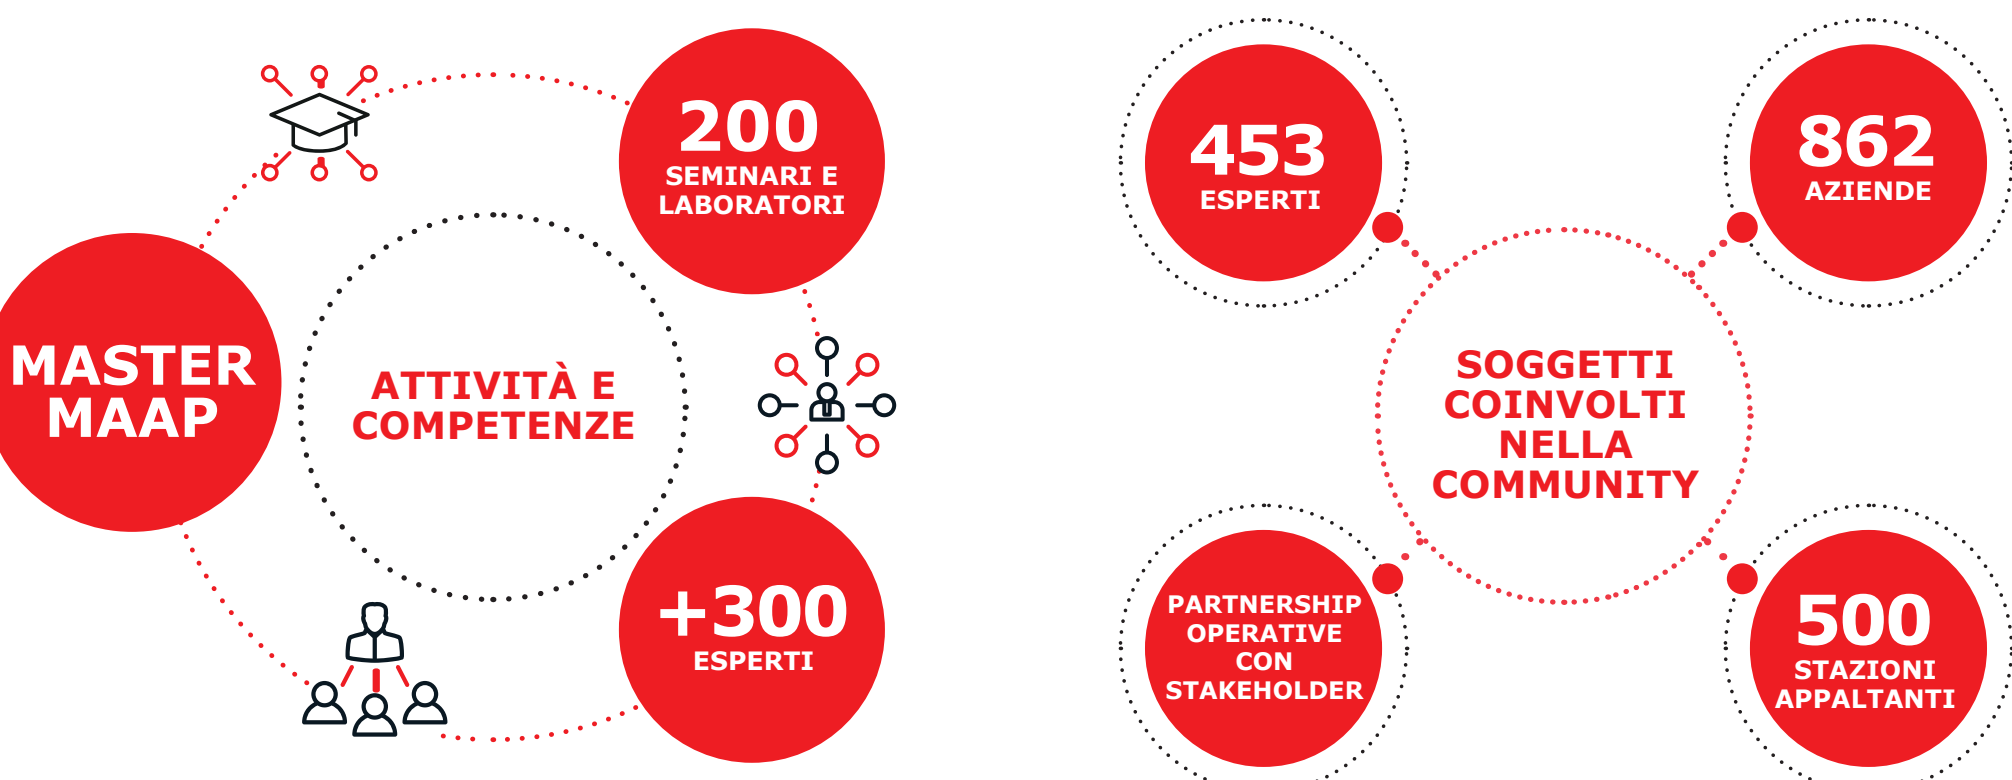 MASTER
MAAP
ATTIVITÀ E
COMPETENZE
200
SEMINARI E
LABORATORI
+300
ESPERTI
453
ESPERTI
862
AZIENDE
SOGGETTI
COINVOLTI
NELLA
COMMUNITY
PARTNERSHIP
OPERATIVE
CON
STAKEHOLDER
500
STAZIONI
APPALTANTI